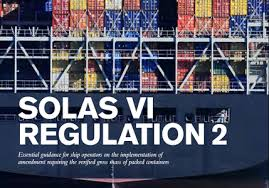 SOLAS VI
REGULATION 2
Essential guidance for ship operators on the implementation of
amendment requiring the verified gross mass of packed containers